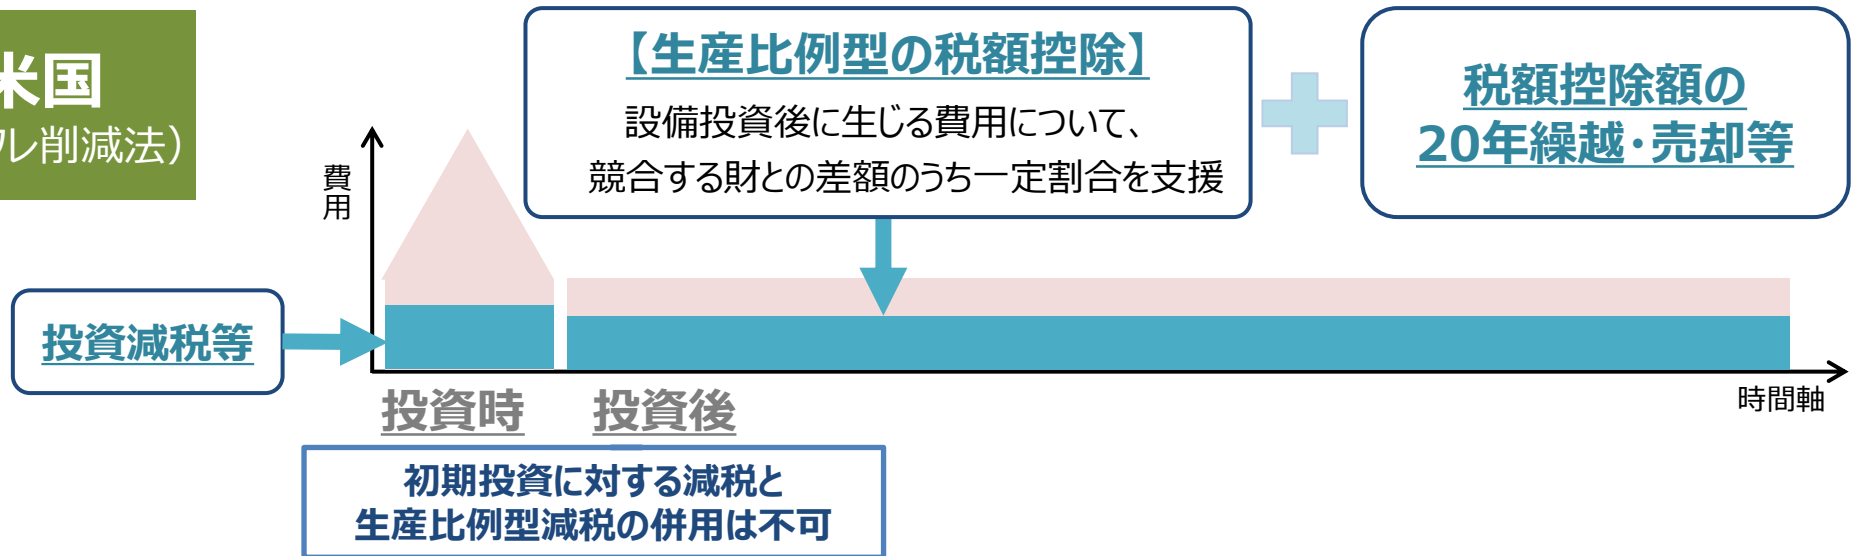 米国
フレ削減法）
【生産比例型の税額控除】
設備投資後に生じる費用について、
競合する財との差額のうち一定割合を支援
税額控除額の
20年繰越・売却等
費用
投資減税等
時間軸
投資時
投資後
初期投資に対する減税と
生産比例型減税の併用は不可